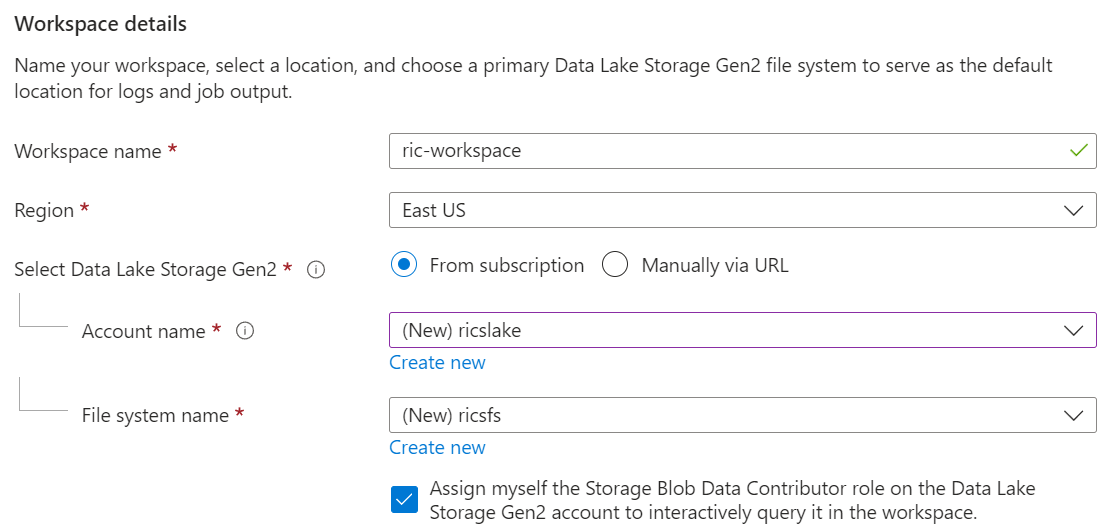 Workspace details
Name your workspace, select a location, and choose a primary Data Lake Storage Gen2 file system to serve as the default
location for logs and job output.
Workspace name *
ric-workspace
Region *
East US
Select Data Lake Storage Gen2 *
From subscription
Manually via URL
Account name *
(New) ricslake
Create new
File system name *
(New) ricsfs
Create new
Assign myself the Storage Blob Data Contributor role on the Data Lake
Storage Gen2 account to interactively query it in the workspace.